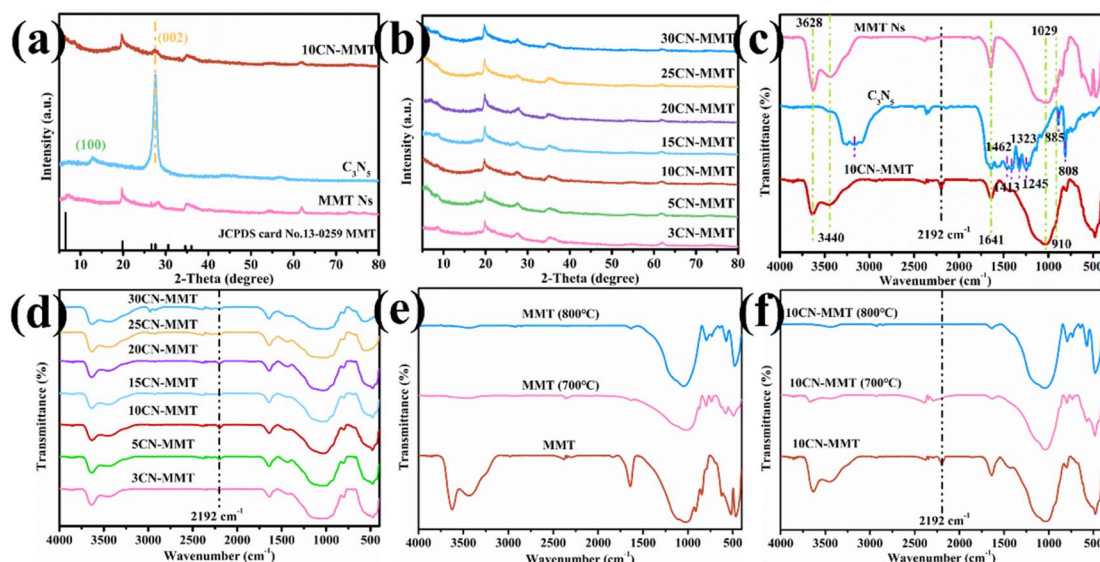 (a)
(002)
10CN-MMT
(100)
C₃N₅
MMT Ns
JCPDS card No.13-0259 MMT
Intensity (a.u.)
10 20 30 40 50 60 70 80
2-Theta (degree)
(b)
30CN-MMT
25CN-MMT
20CN-MMT
15CN-MMT
10CN-MMT
5CN-MMT
3CN-MMT
Intensity (a.u.)
10 20 30 40 50 60 70 80
2-Theta (degree)
(c)
3628
1029
MMT Ns
C₃N₅
1462
1323
885
10CN-MMT
1413
1245
808
3440
2192 cm⁻¹
1641
910
Transmittance (%)
4000 3500 3000 2500 2000 1500 1000 500
Wavenumber (cm⁻¹)
(d)
30CN-MMT
25CN-MMT
20CN-MMT
15CN-MMT
10CN-MMT
5CN-MMT
3CN-MMT
2192 cm⁻¹
Transmittance (%)
4000 3500 3000 2500 2000 1500 1000 500
Wavenumber (cm⁻¹)
(e)
MMT (800°C)
MMT (700°C)
MMT
Transmittance (%)
4000 3500 3000 2500 2000 1500 1000 500
Wavenumber (cm⁻¹)
(f)
10CN-MMT (800°C)
10CN-MMT (700°C)
10CN-MMT
2192 cm⁻¹
Transmittance (%)
4000 3500 3000 2500 2000 1500 1000 500
Wavenumber (cm⁻¹)